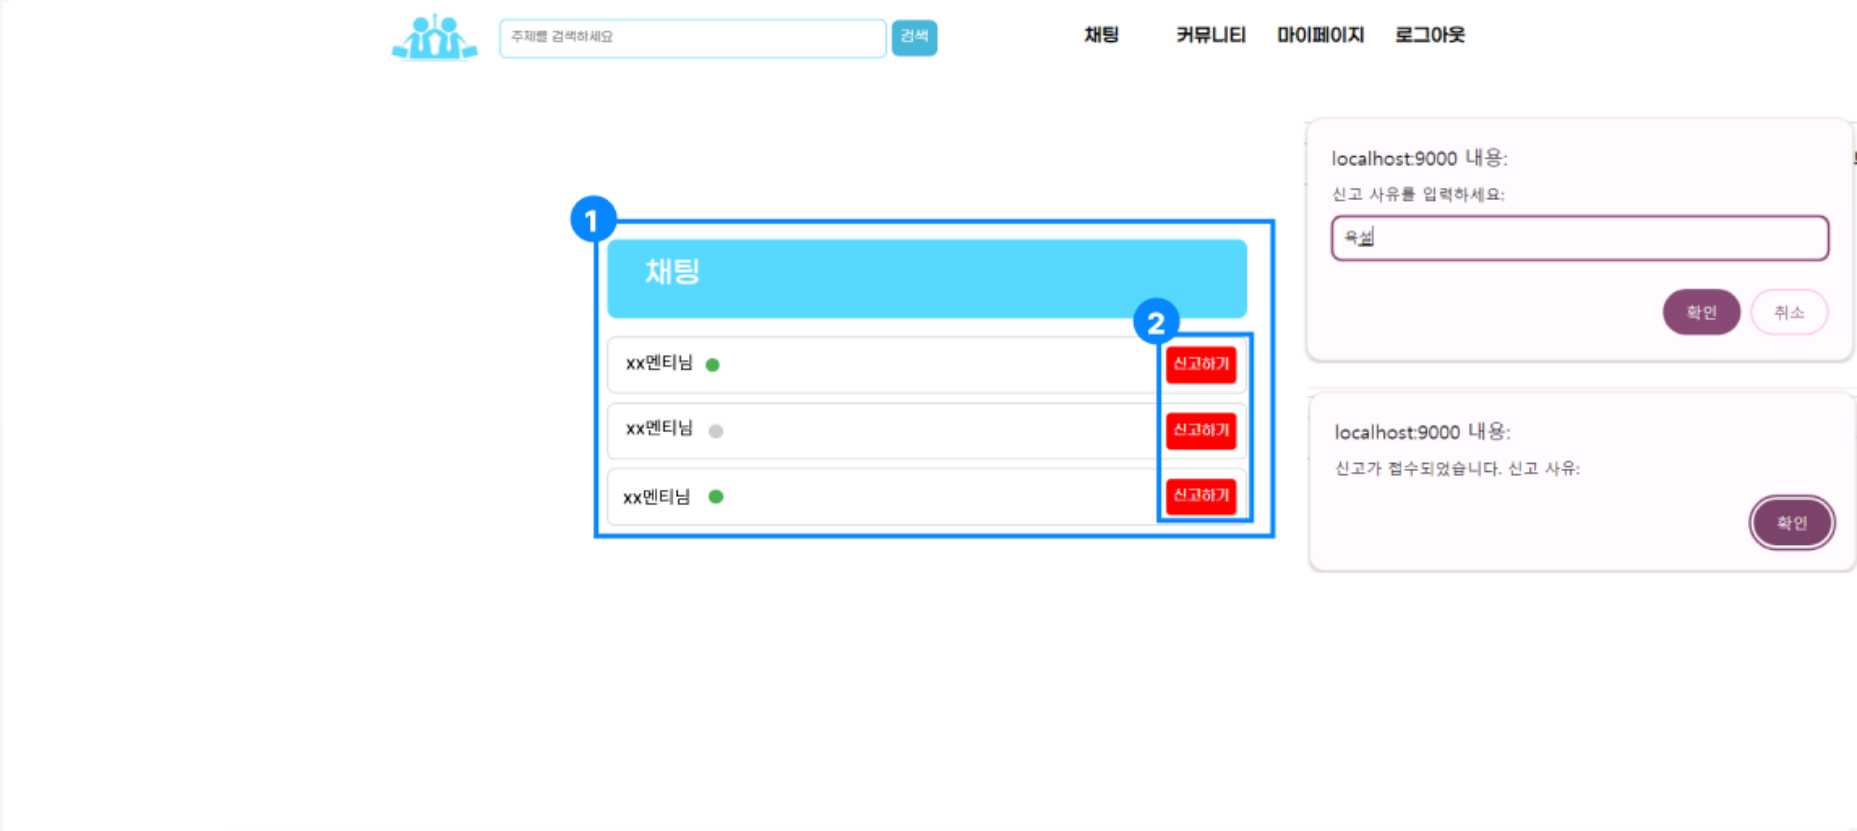 주제를 검색하세요
검색
채팅 커뮤니티 마이페이지 로그아웃
1
채팅
2
xx멘티님
신고하기
xx멘티님
신고하기
xx멘티님
신고하기
localhost:9000 내용:
신고 사유를 입력하세요:
욕설
확인 취소
localhost:9000 내용:
신고가 접수되었습니다. 신고 사유:
확인